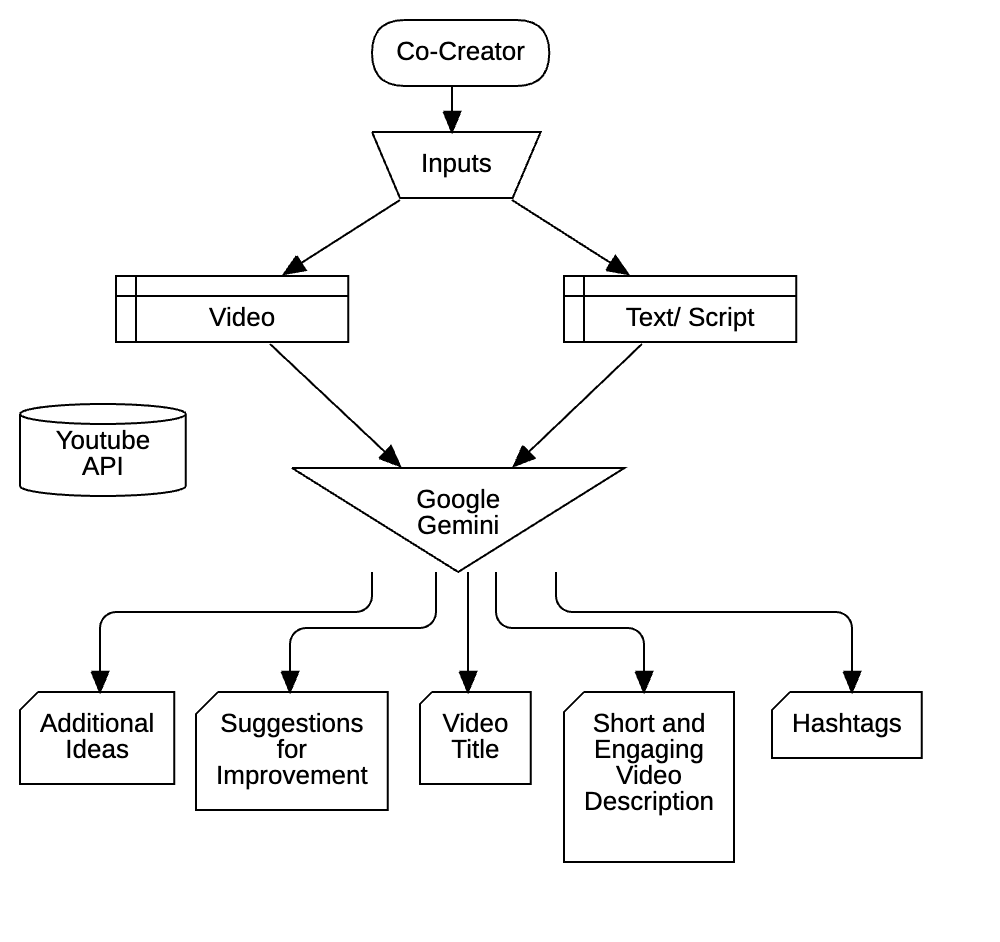 Co-Creator
Inputs
Video
Text/ Script
Youtube
API
Google
Gemini
Additional
Ideas
Suggestions
for
Improvement
Video
Title
Short and
Engaging
Video
Description
Hashtags